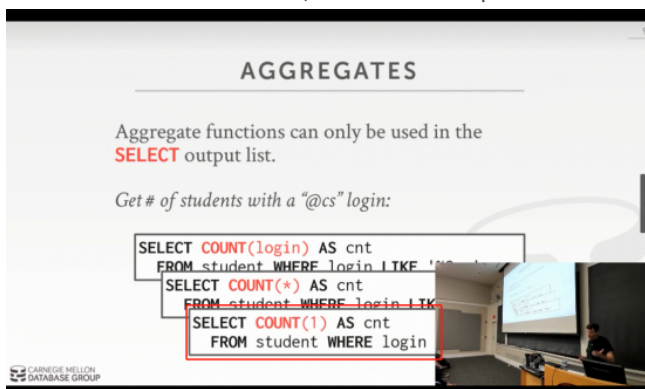 AGGREGATES
Aggregate functions can only be used in the
SELECT output list.
Get # of students with a “@cs” login:
SELECT COUNT(login) AS cnt
FROM student WHERE login LIKE
SELECT COUNT(*) AS cnt
FROM student WHERE login LIK
SELECT COUNT(1) AS cnt
FROM student WHERE login
CARNEGIE MELLON
DATABASE GROUP